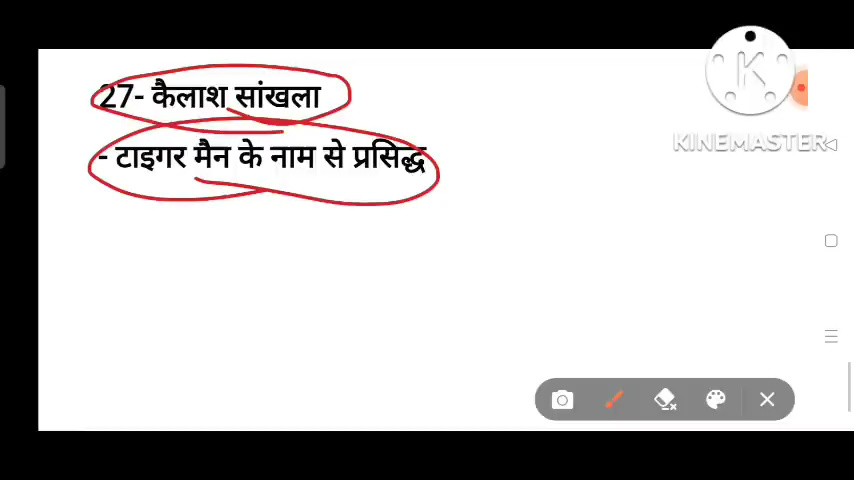 27- कैलाश सांखला
- टाइगर मैन के नाम से प्रसिद्ध
KINEMASTER